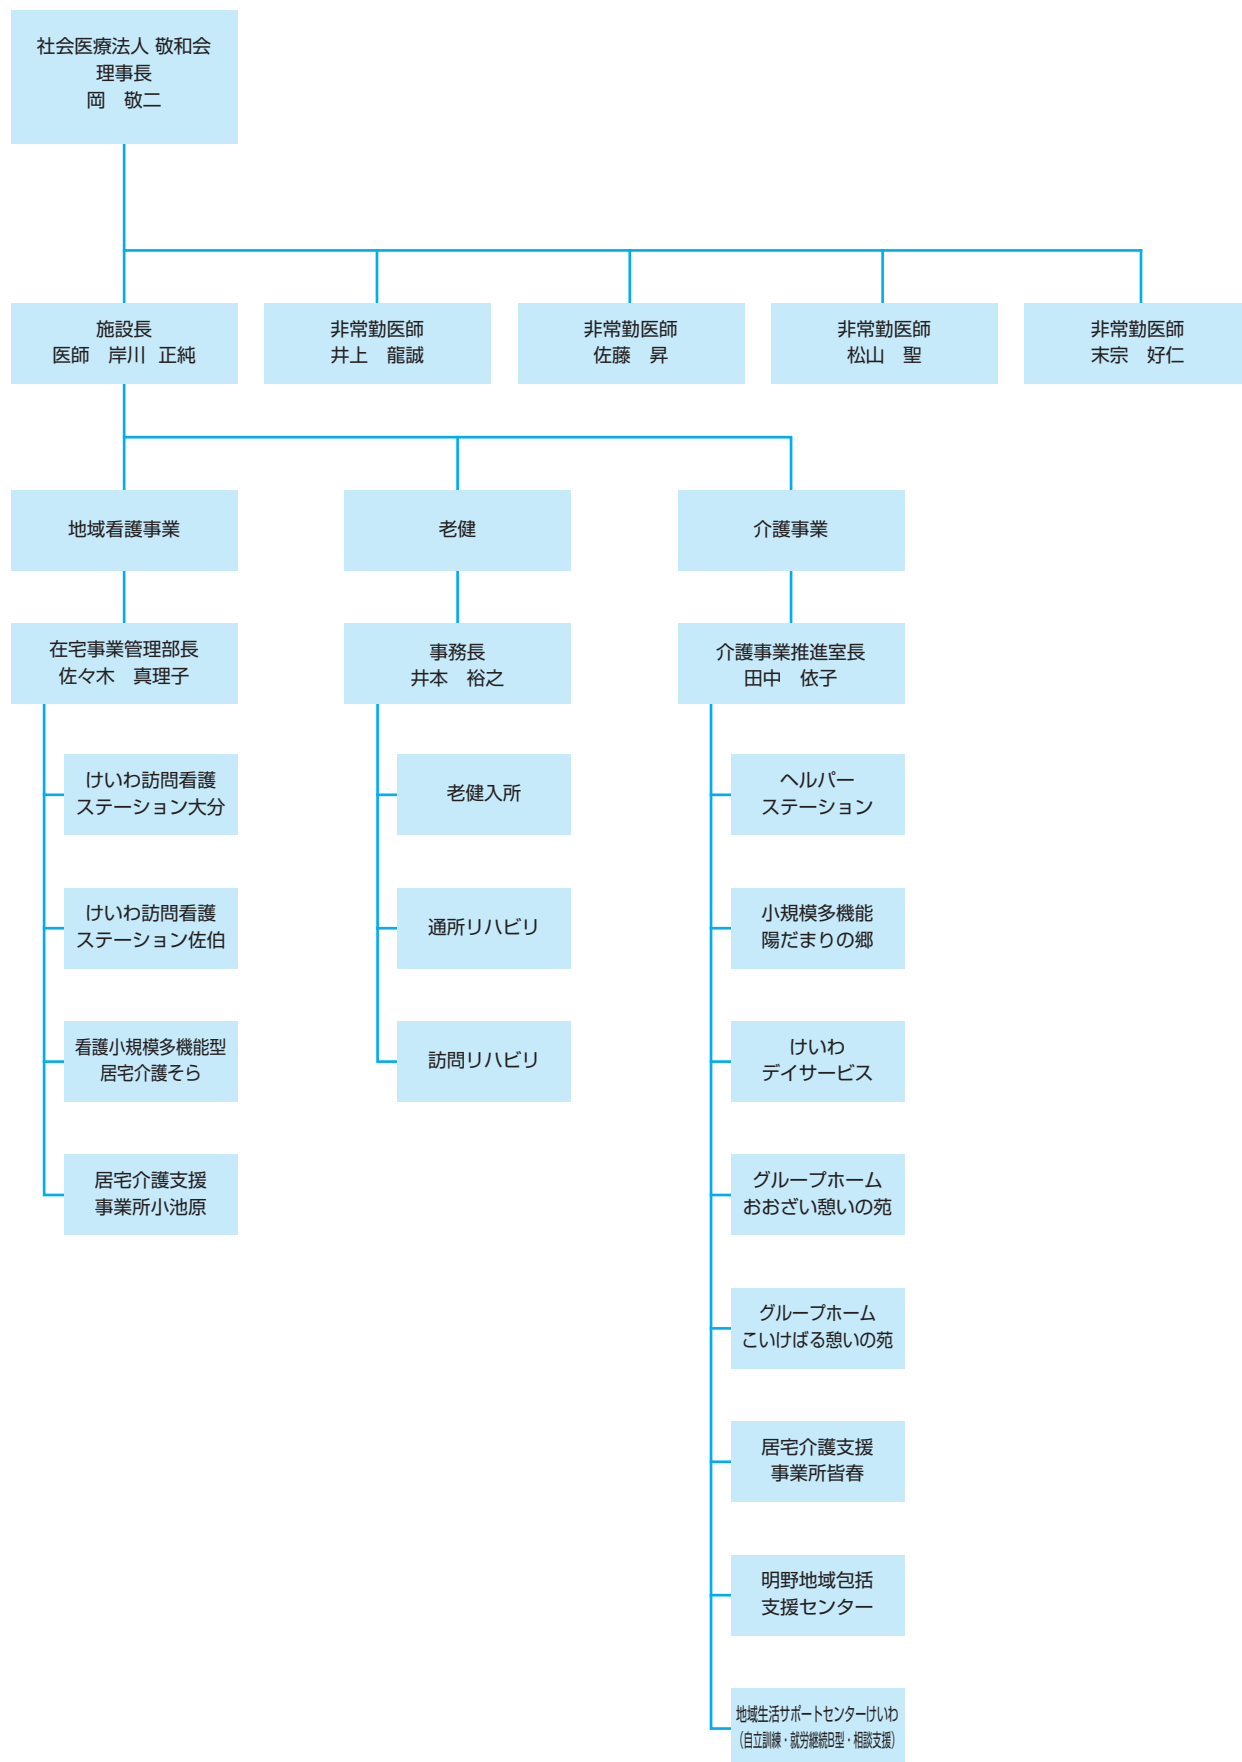 社会医療法人 敬和会
理事長
岡　敬二
施設長
医師　岸川 正純
非常勤医師
井上　龍誠
非常勤医師
佐藤　昇
非常勤医師
松山　聖
非常勤医師
末宗　好仁
地域看護事業
老健
介護事業
在宅事業管理部長
佐々木　真理子
事務長
井本　裕之
介護事業推進室長
田中　依子
けいわ訪問看護
ステーション大分
けいわ訪問看護
ステーション佐伯
看護小規模多機能型
居宅介護そら
居宅介護支援
事業所小池原
老健入所
通所リハビリ
訪問リハビリ
ヘルパー
ステーション
小規模多機能
陽だまりの郷
けいわ
デイサービス
グループホーム
おおざい憩いの苑
グループホーム
こいけばる憩いの苑
居宅介護支援
事業所皆春
明野地域包括
支援センター
地域生活サポートセンターけいわ
（自立訓練・就労継続B型・相談支援）